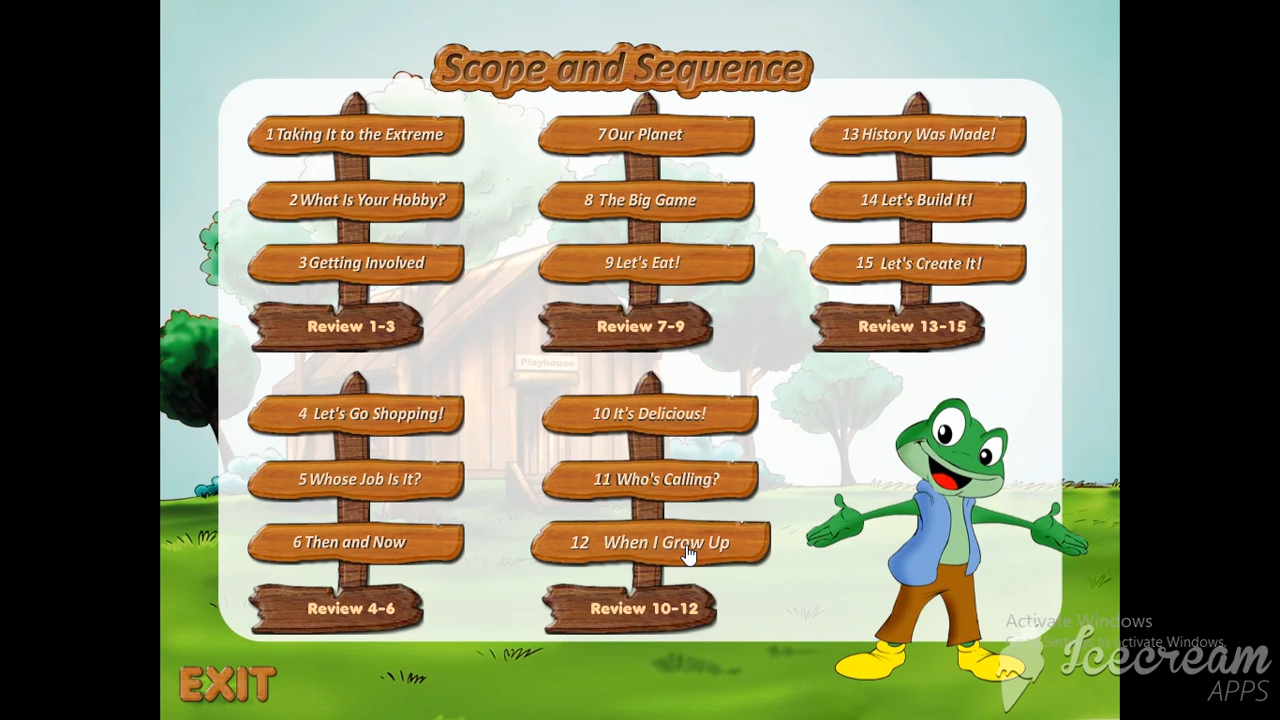 Scope and Sequence
1 Taking It to the Extreme
2 What Is Your Hobby?
3 Getting Involved
Review 1-3
4 Let's Go Shopping!
5 Whose Job Is It?
6 Then and Now
Review 4-6
7 Our Planet
8 The Big Game
9 Let's Eat!
Review 7-9
10 It's Delicious!
11 Who's Calling?
12 When I Grow Up
Review 10-12
13 History Was Made!
14 Let's Build It!
15 Let's Create It!
Review 13-15
Playhouse
EXIT
Activate Windows
to activate Windows.
Icecream
APPS